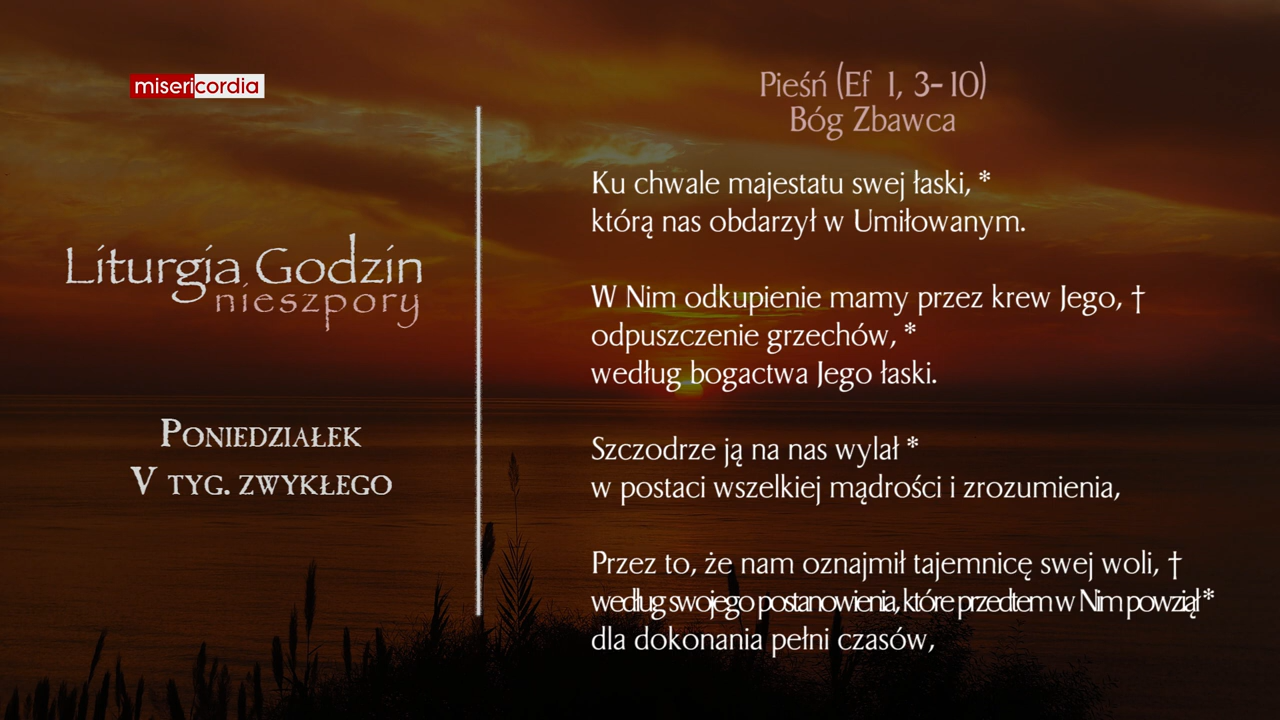 misericordia
Liturgia Godzin
nieszpory
Poniedziałek
V tyg. zwykłego
Pieśń (Ef 1, 3-10)
Bóg Zbawca
Ku chwale majestatu swej łaski, *
którą nas obdarzył w Umiłowanym.
W Nim odkupienie mamy przez krew Jego, †
odpuszczenie grzechów, *
według bogactwa Jego łaski.
Szczodrze ją na nas wylał *
w postaci wszelkiej mądrości i zrozumienia,
Przez to, że nam oznajmił tajemnicę swej woli, †
według swojego postanowienia, które przedtem w Nim powziął *
dla dokonania pełni czasów,